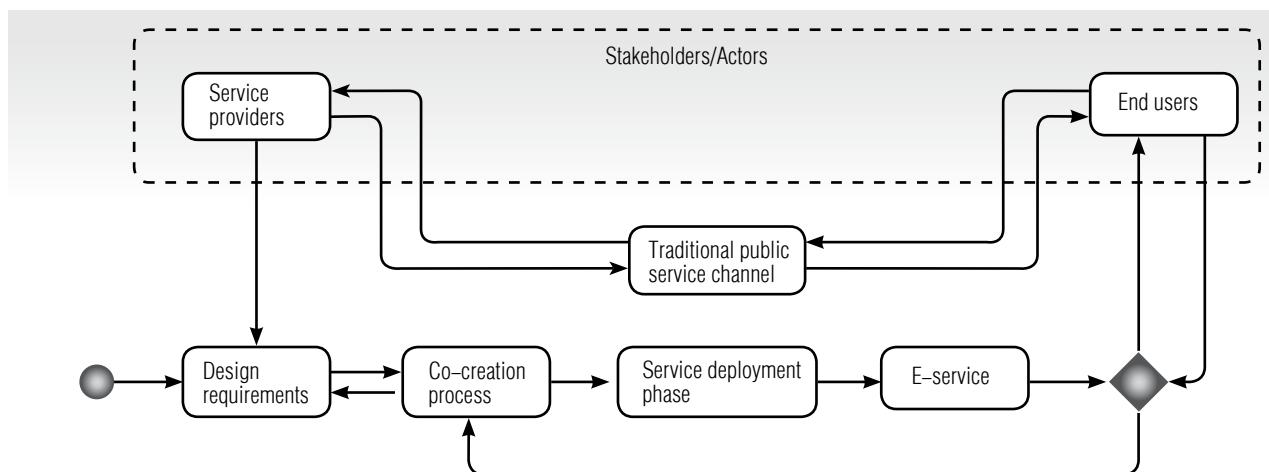 Stakeholders/Actors
Service
providers
End users
Traditional public
service channel
Design
requirements
Co–creation
process
Service deployment
phase
E–service